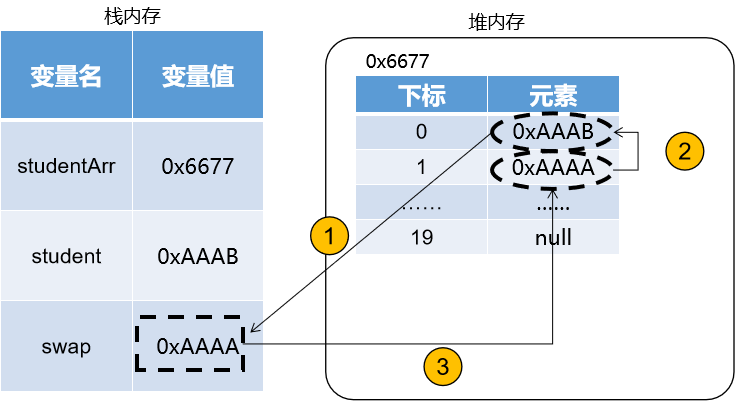 栈内存
堆内存
变量名 变量值
studentArr 0x6677
student 0xAAAB
swap 0xAAAA
0x6677
下标 元素
0 0xAAAB
1 0xAAAA
...... ......
19 null
1
2
3